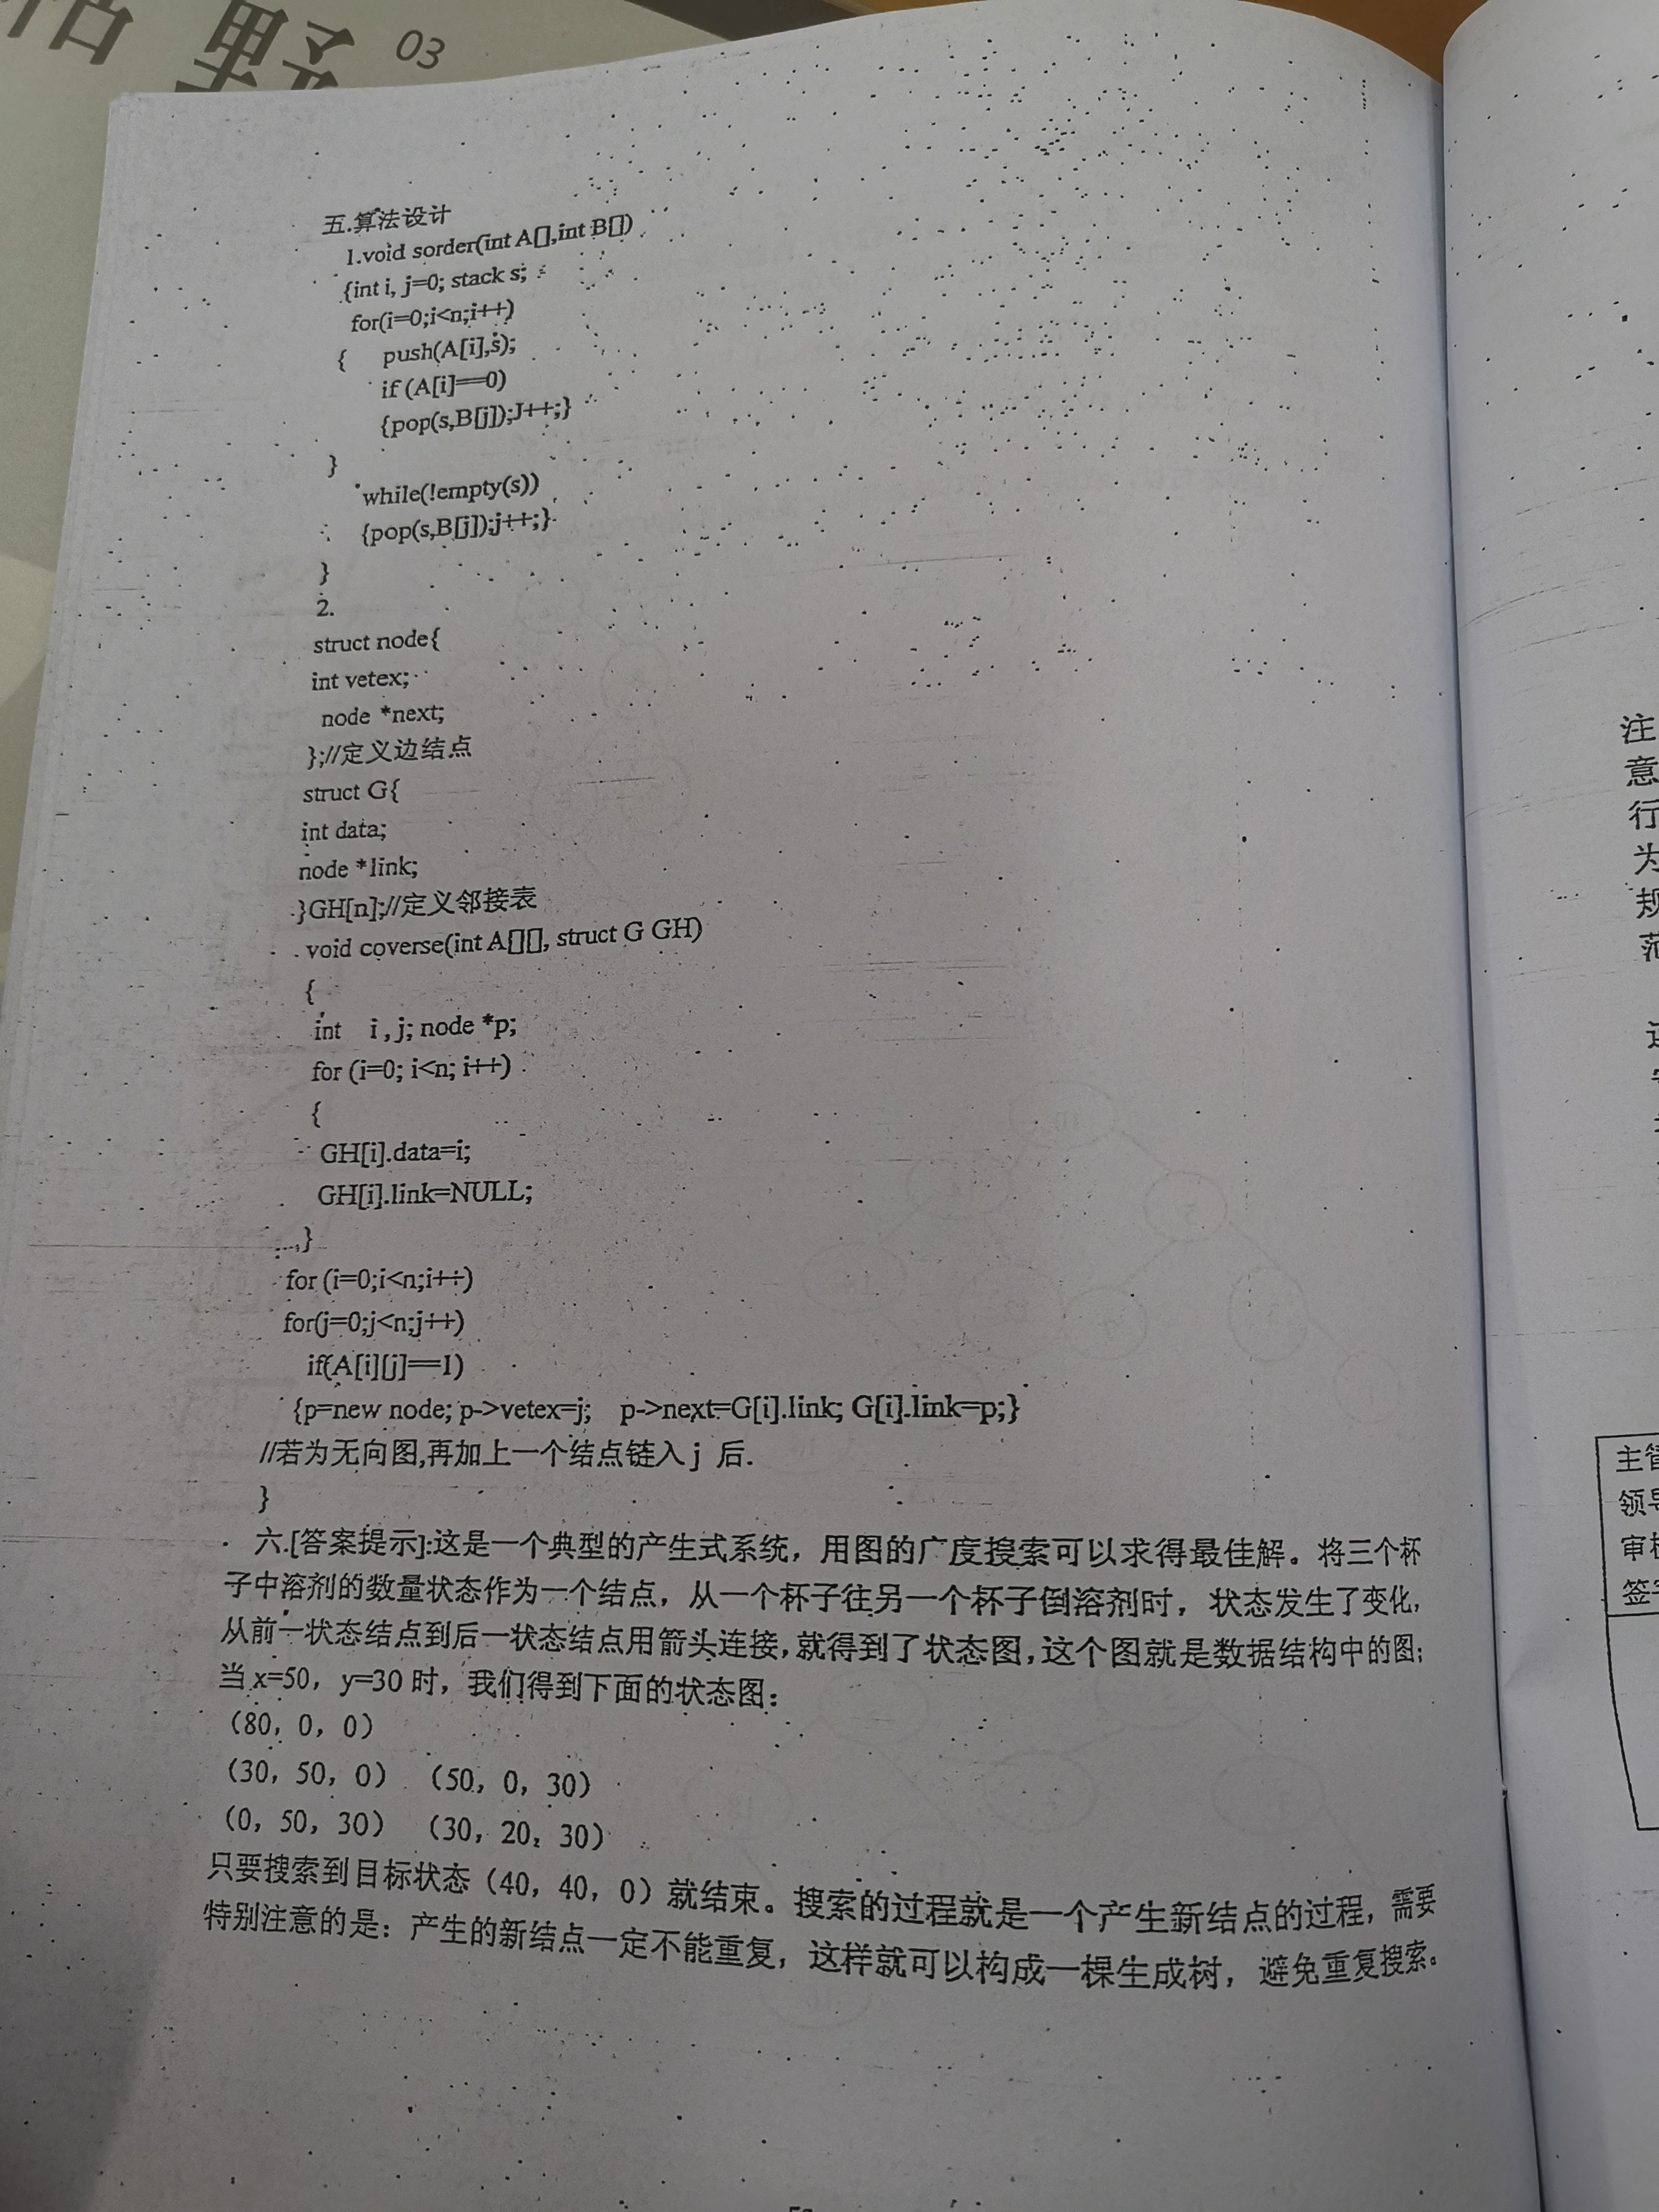 野 03
五.算法设计
1.void sorder(int A[],int B[])
{int i, j=0; stack s;
for(i=0;i<n;i++)
{ push(A[i],s);
if (A[i]==0)
{pop(s,B[j]);J++;}
}
while(!empty(s))
{pop(s,B[j]);j++;}
}
2.
struct node{
int vetex;
node *next;
};//定义边结点
struct G{
int data;
node *link;
}GH[n];//定义邻接表
void coverse(int A[][], struct G GH)
{
int i , j; node *p;
for (i=0; i<n; i++)
{
GH[i].data=i;
GH[i].link=NULL;
}
for (i=0;i<n;i++)
for(j=0;j<n;j++)
if(A[i][j]==1)
{p=new node; p->vetex=j; p->next=G[i].link; G[i].link=p;}
//若为无向图,再加上一个结点链入 j 后.
}
六.[答案提示]:这是一个典型的产生式系统，用图的广度搜索可以求得最佳解。将三个杯
子中溶剂的数量状态作为一个结点，从一个杯子往另一个杯子倒溶剂时，状态发生了变化,
从前一状态结点到后一状态结点用箭头连接,就得到了状态图,这个图就是数据结构中的图;
当 x=50，y=30 时，我们得到下面的状态图：
（80，0，0）
（30，50，0） （50，0，30）
（0，50，30） （30，20，30）
只要搜索到目标状态（40，40，0）就结束。搜索的过程就是一个产生新结点的过程，需要
特别注意的是：产生的新结点一定不能重复，这样就可以构成一棵生成树，避免重复搜索。
注
意
行
为
规
范
主管
领导
审核
签字